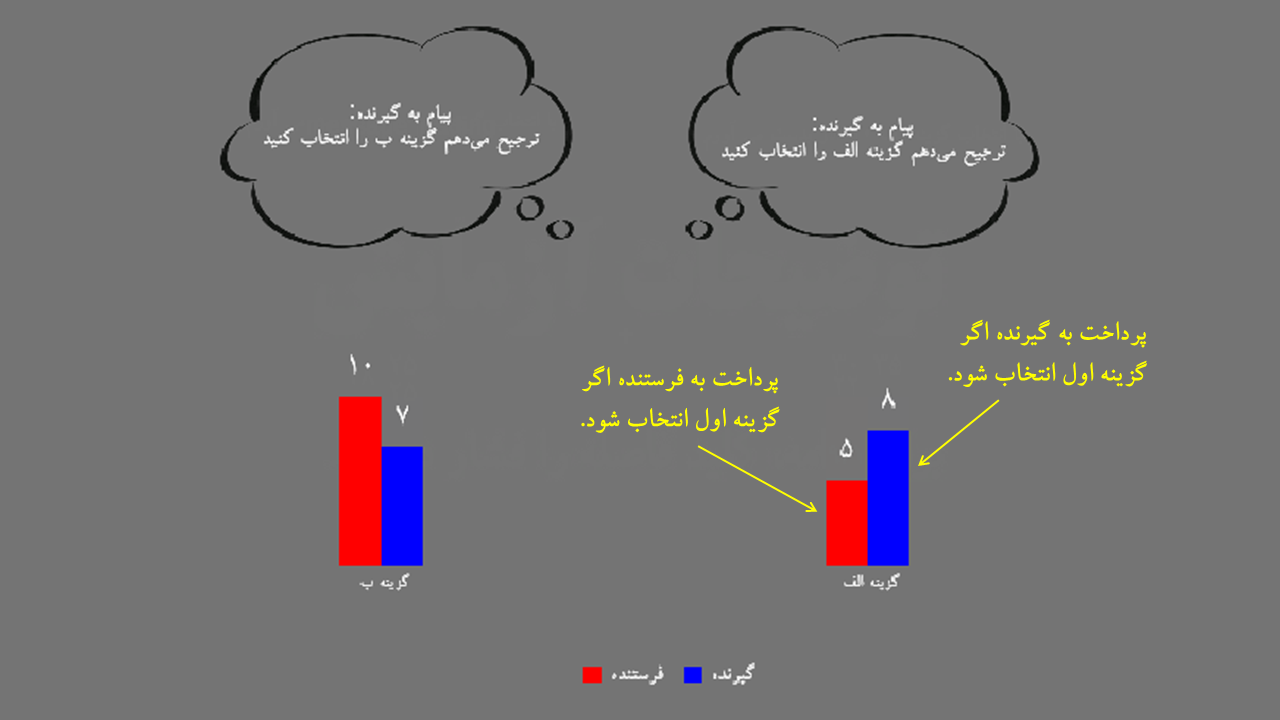 پیام به گیرنده:
ترجیح می‌دهم گزینه الف را انتخاب کنید
پیام به گیرنده:
ترجیح می‌دهم گزینه ب را انتخاب کنید
پرداخت به گیرنده اگر
گزینه اول انتخاب شود.
پرداخت به فرستنده اگر
گزینه اول انتخاب شود.
۸
۵
۱۰
۷
گزینه الف
گزینه ب
گیرنده
فرستنده